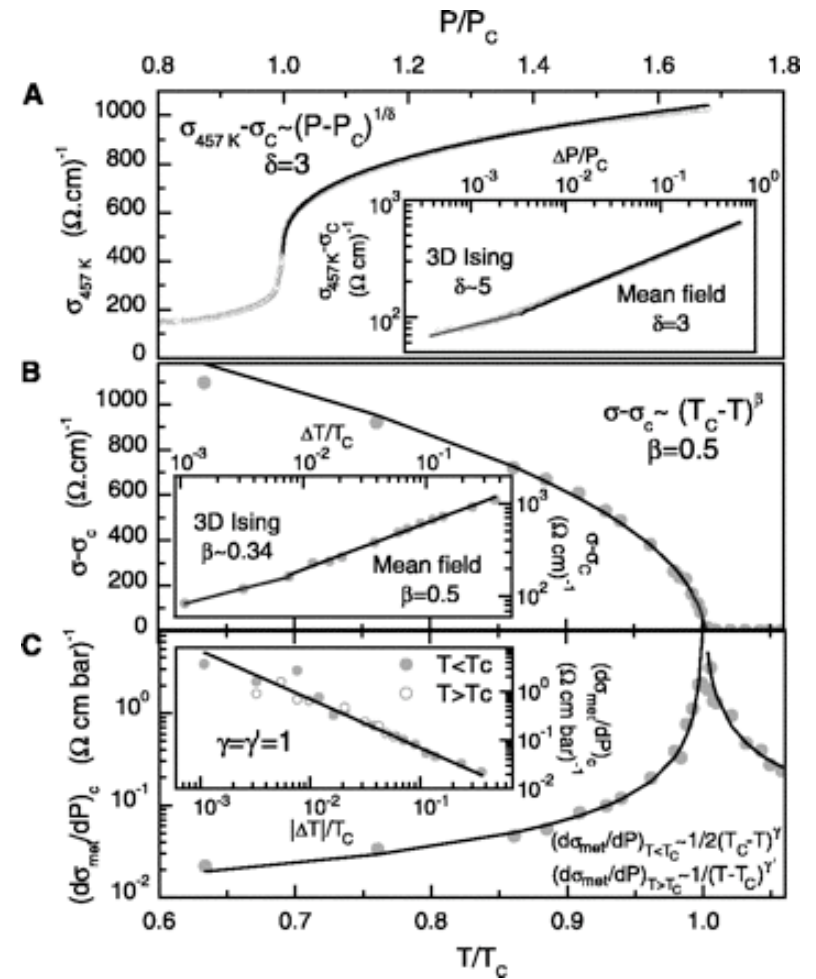 P/P_C
0.8 1.0 1.2 1.4 1.6 1.8
A
1000
800
600
400
200
0
σ_457 K (Ω.cm)^-1
σ_457 K-σ_C~(P-P_C)^1/δ
δ=3
ΔP/P_C
10^-3 10^-2 10^-1 10^0
10^3
10^2
σ_457K-σ_C
(Ω cm)^-1
3D Ising
δ~5
Mean field
δ=3
B
1000
800
600
400
200
0
σ-σ_c (Ω.cm)^-1
σ-σ_c~ (T_C-T)^β
β=0.5
ΔT/T_C
10^-3 10^-2 10^-1
10^3
10^2
σ-σ_C
(Ω cm)^-1
3D Ising
β~0.34
Mean field
β=0.5
C
10^0
10^-1
10^-2
(dσ_met/dP)_c (Ω cm bar)^-1
T<Tc
T>Tc
γ=γ'=1
10^0
10^-1
10^-2
(dσ_met/dP)_c
(Ω cm bar)^-1
10^-3 10^-2 10^-1
|ΔT|/T_C
(dσ_met/dP)_T<T_C~1/2(T_C-T)^γ
(dσ_met/dP)_T>T_C~1/(T-T_C)^γ'
0.6 0.7 0.8 0.9 1.0
T/T_C